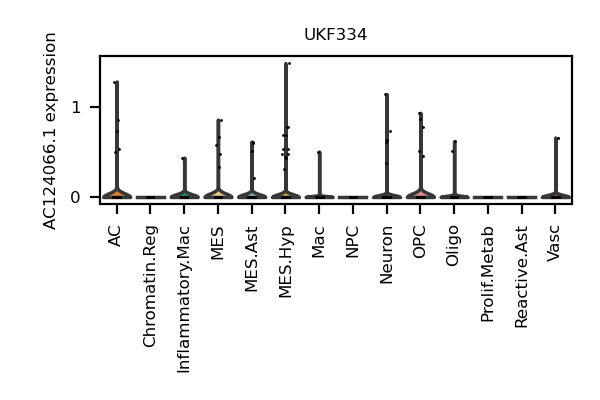 UKF334
AC124066.1 expression
1
0
AC
Chromatin.Reg
Inflammatory.Mac
MES
MES.Ast
MES.Hyp
Mac
NPC
Neuron
OPC
Oligo
Prolif.Metab
Reactive.Ast
Vasc